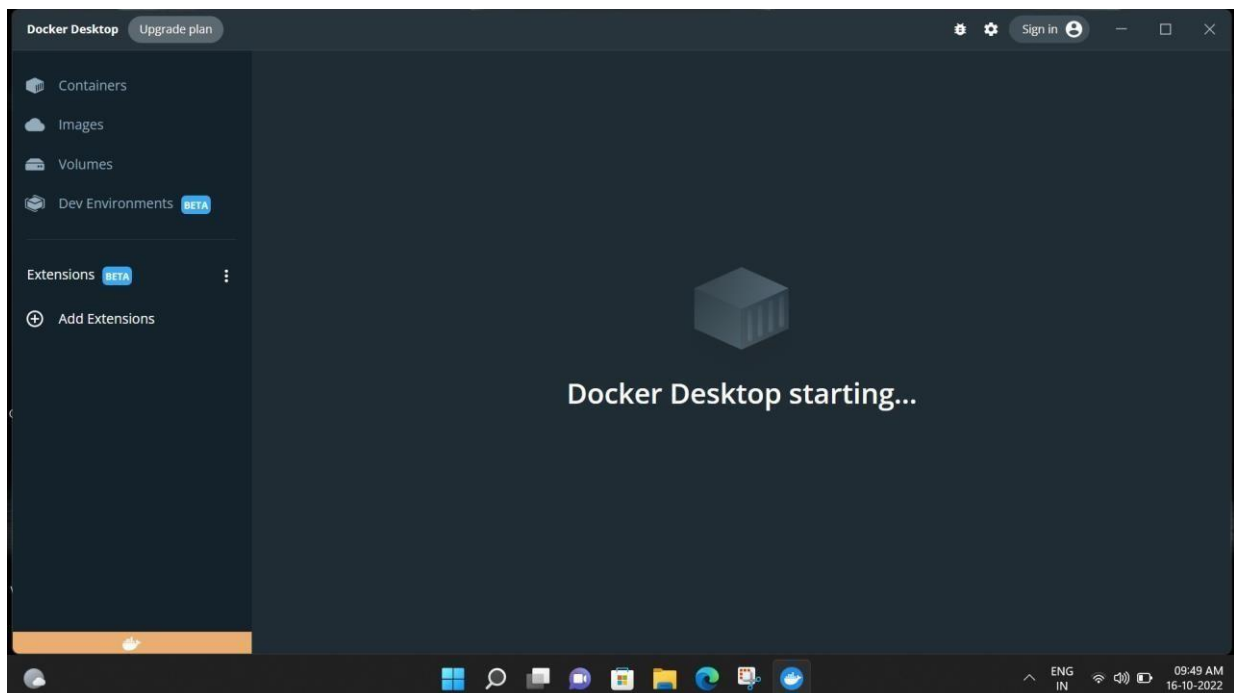 Docker Desktop Upgrade plan Sign in
Containers
Images
Volumes
Dev Environments BETA
Extensions BETA
Add Extensions
Docker Desktop starting...
ENG
IN
09:49 AM
16-10-2022